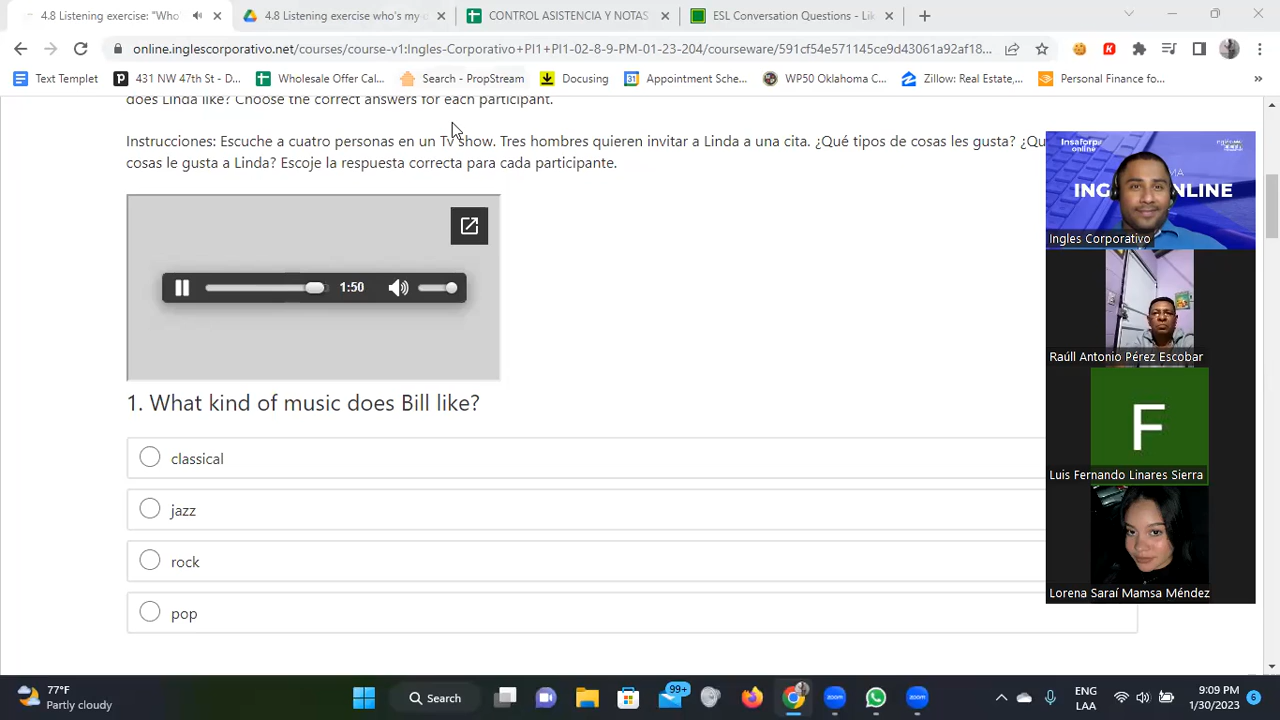 4.8 Listening exercise: "Who
4.8 Listening exercise who's my i
CONTROL ASISTENCIA Y NOTAS
ESL Conversation Questions - Lik
online.inglescorporativo.net/courses/course-v1:Ingles-Corporativo+PI1+PI1-02-8-9-PM-01-23-204/courseware/591cf54e571145ce9d43061a92af18...
Text Templet
431 NW 47th St - D...
Wholesale Offer Cal...
Search - PropStream
Docusing
Appointment Sche...
WP50 Oklahoma C...
Zillow: Real Estate,...
Personal Finance fo...
»
does Linda like? Choose the correct answers for each participant.
Instrucciones: Escuche a cuatro personas en un Tv show. Tres hombres quieren invitar a Linda a una cita. ¿Qué tipos de cosas les gusta? ¿Qu
cosas le gusta a Linda? Escoje la respuesta correcta para cada participante.
1:50
1. What kind of music does Bill like?
classical
jazz
rock
pop
Insaforp
online
INGL
NLINE
Ingles Corporativo
Raúll Antonio Pérez Escobar
F
Luis Fernando Linares Sierra
Lorena Saraí Mamsa Méndez
77°F
Partly cloudy
Search
99+
ENG
LAA
9:09 PM
1/30/2023
6